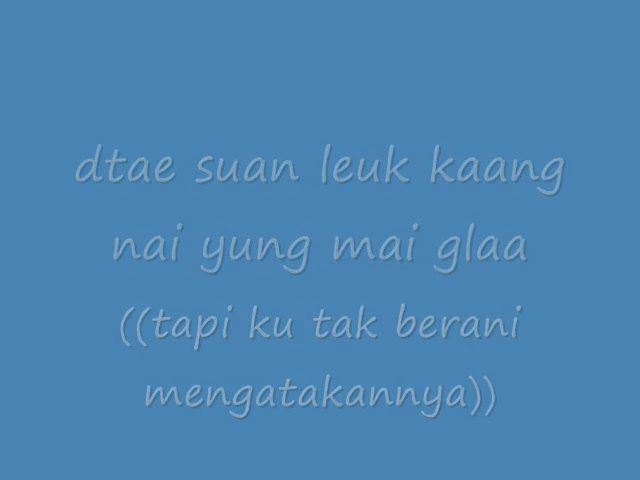 dtae suan leuk kaang
nai yung mai glaa
((tapi ku tak berani
mengatakannya))